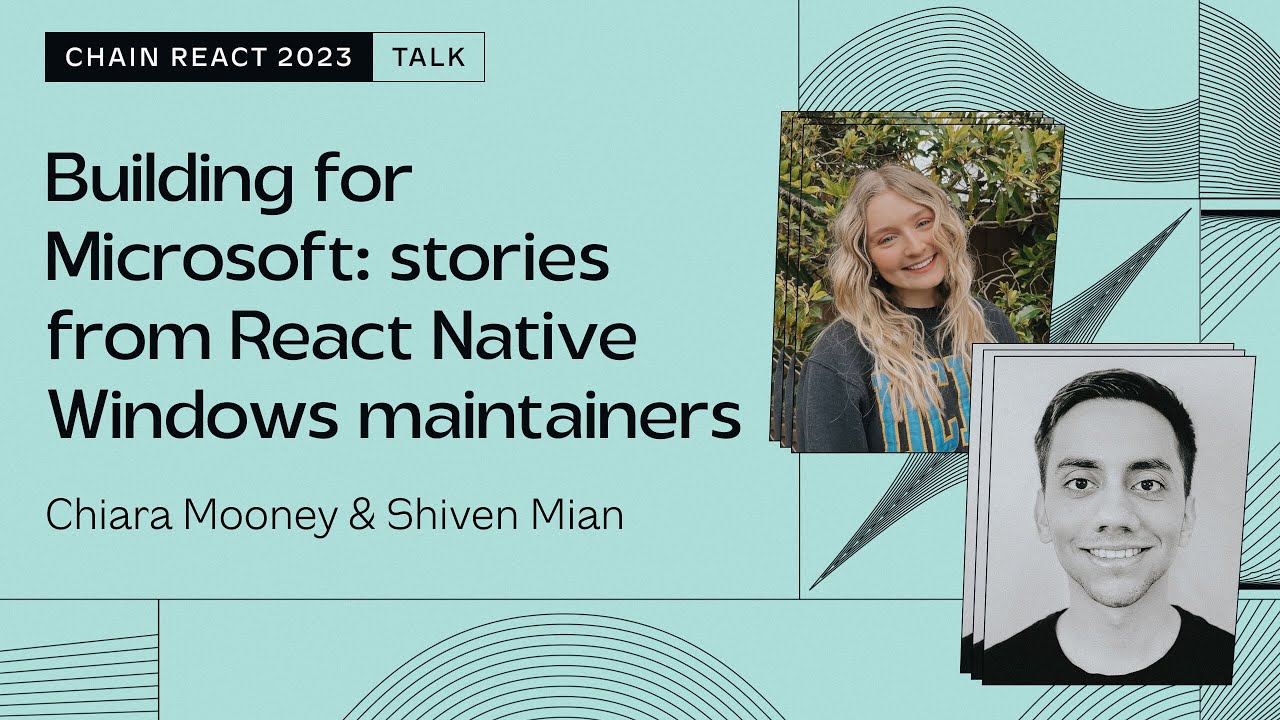 CHAIN REACT 2023 TALK
Building for
Microsoft: stories
from React Native
Windows maintainers
Chiara Mooney & Shiven Mian